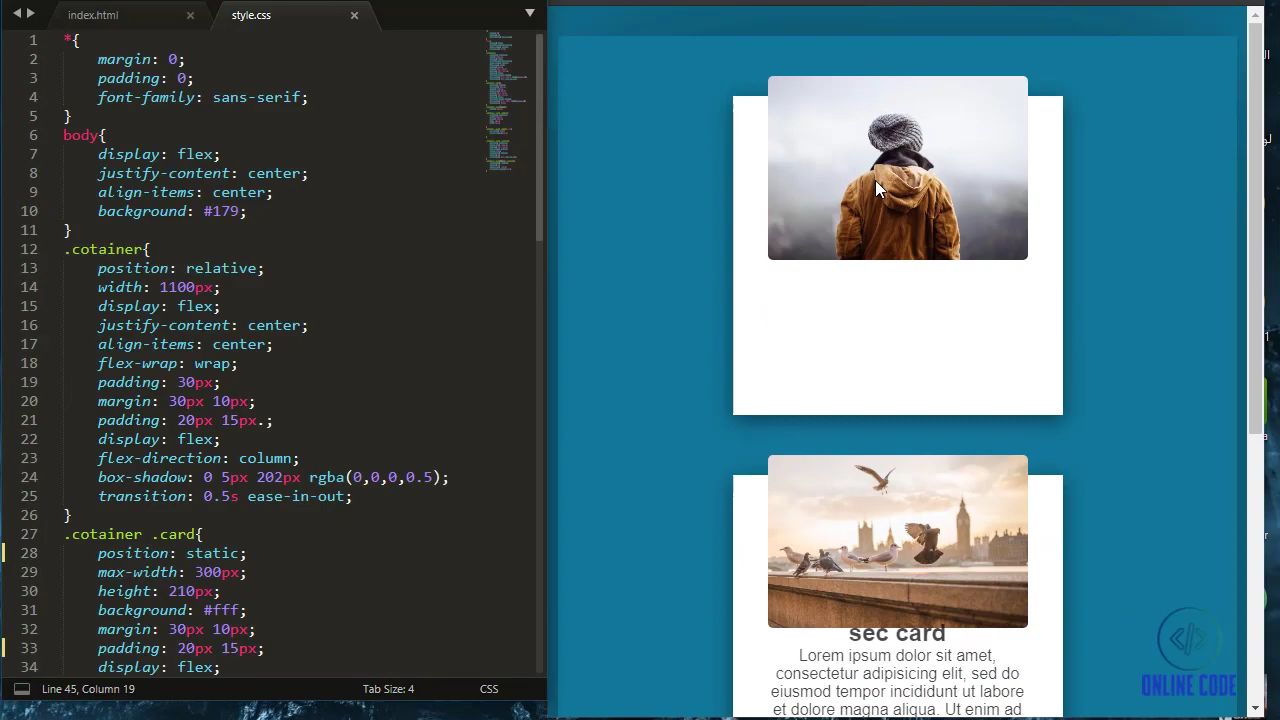 index.html
style.css
1 *{
2 margin: 0;
3 padding: 0;
4 font-family: sans-serif;
5 }
6 body{
7 display: flex;
8 justify-content: center;
9 align-items: center;
10 background: #179;
11 }
12 .cotainer{
13 position: relative;
14 width: 1100px;
15 display: flex;
16 justify-content: center;
17 align-items: center;
18 flex-wrap: wrap;
19 padding: 30px;
20 margin: 30px 10px;
21 padding: 20px 15px.;
22 display: flex;
23 flex-direction: column;
24 box-shadow: 0 5px 202px rgba(0,0,0,0.5);
25 transition: 0.5s ease-in-out;
26 }
27 .cotainer .card{
28 position: static;
29 max-width: 300px;
30 height: 210px;
31 background: #fff;
32 margin: 30px 10px;
33 padding: 20px 15px;
34 display: flex;
Line 45, Column 19
Tab Size: 4
CSS
sec card
Lorem ipsum dolor sit amet,
consectetur adipisicing elit, sed do
eiusmod tempor incididunt ut labore
et dolore magna aliqua. Ut enim ad
</> 
ONLINE CODE